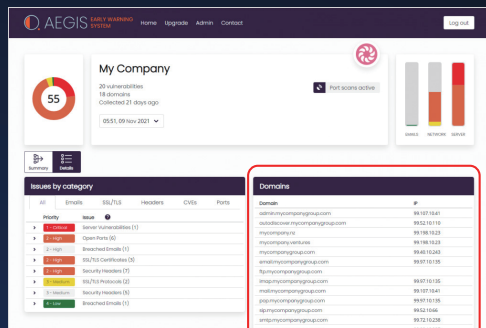 AEGIS EARLY WARNING SYSTEM Home Upgrade Admin Contact Log out
My Company
20 vulnerabilities
18 domains
Collected 21 days ago
Port scans active
55
05:51, 09 Nov 2021
EMAILS NETWORK SERVER
Summary Details
Issues by category
All Emails SSL/TLS Headers CVEs Ports
Priority Issue
1 - Critical Server Vulnerabilities (1)
2 - High Open Ports (6)
2 - High Breached Emails (1)
2 - High SSL/TLS Certificates (3)
2 - High Security Headers (7)
3 - Medium SSL/TLS Protocols (2)
3 - Medium Security Headers (5)
4 - Low Breached Emails (1)
Domains
Domain IP
admin.mycompanygroup.com 99.107.10.41
autodiscover.mycompanygroup.com 99.52.10.110
mycompany.nz 99.198.10.23
mycompany.ventures 99.198.10.23
mycompanygroup.com 99.40.10.243
email.mycompanygroup.com 99.97.10.135
ftp.mycompanygroup.com
imap.mycompanygroup.com 99.97.10.135
mail.mycompanygroup.com 99.107.10.41
pop.mycompanygroup.com 99.97.10.135
sip.mycompanygroup.com 99.52.10.66
smtp.mycompanygroup.com 99.72.10.238